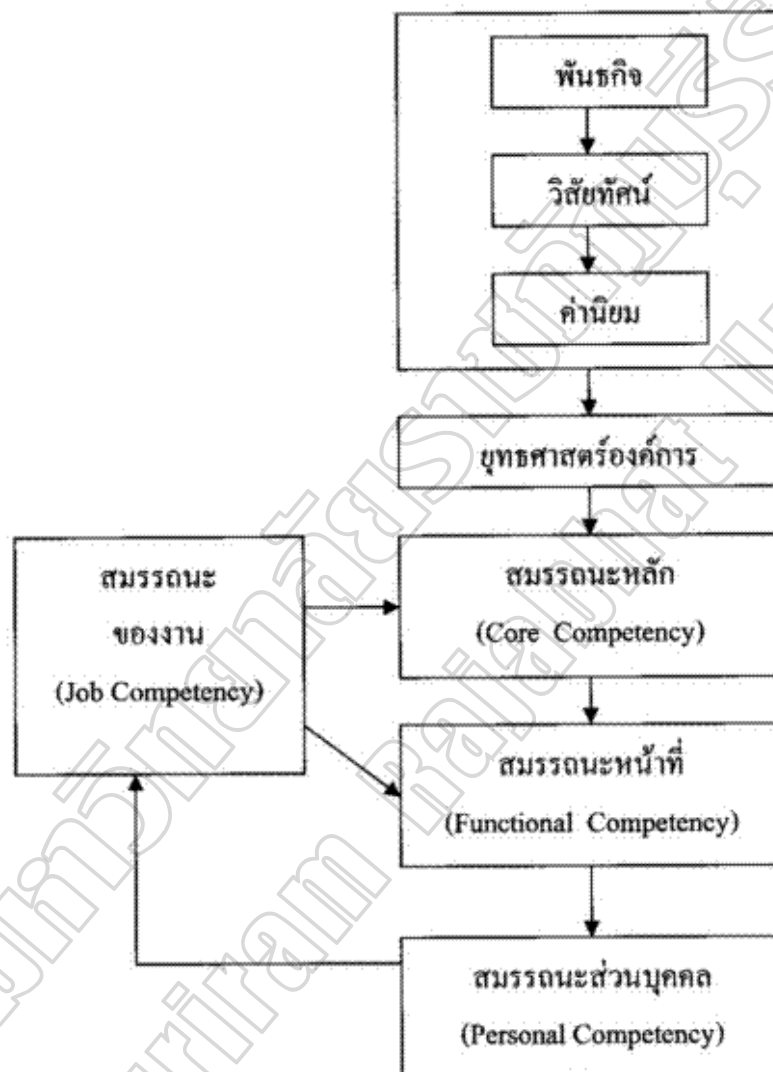 พันธกิจ
วิสัยทัศน์
ค่านิยม
ยุทธศาสตร์องค์การ
สมรรถนะ
ของงาน
(Job Competency)
สมรรถนะหลัก
(Core Competency)
สมรรถนะหน้าที่
(Functional Competency)
สมรรถนะส่วนบุคคล
(Personal Competency)
Rajabhat